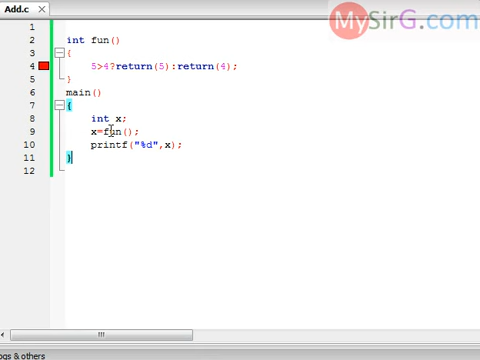 Add.c X
MySirG.com
1
2 int fun()
3 {
4 5>4?return(5):return(4);
5 }
6 main()
7 {
8 int x;
9 x=fun();
10 printf("%d",x);
11 }
12
ogs & others